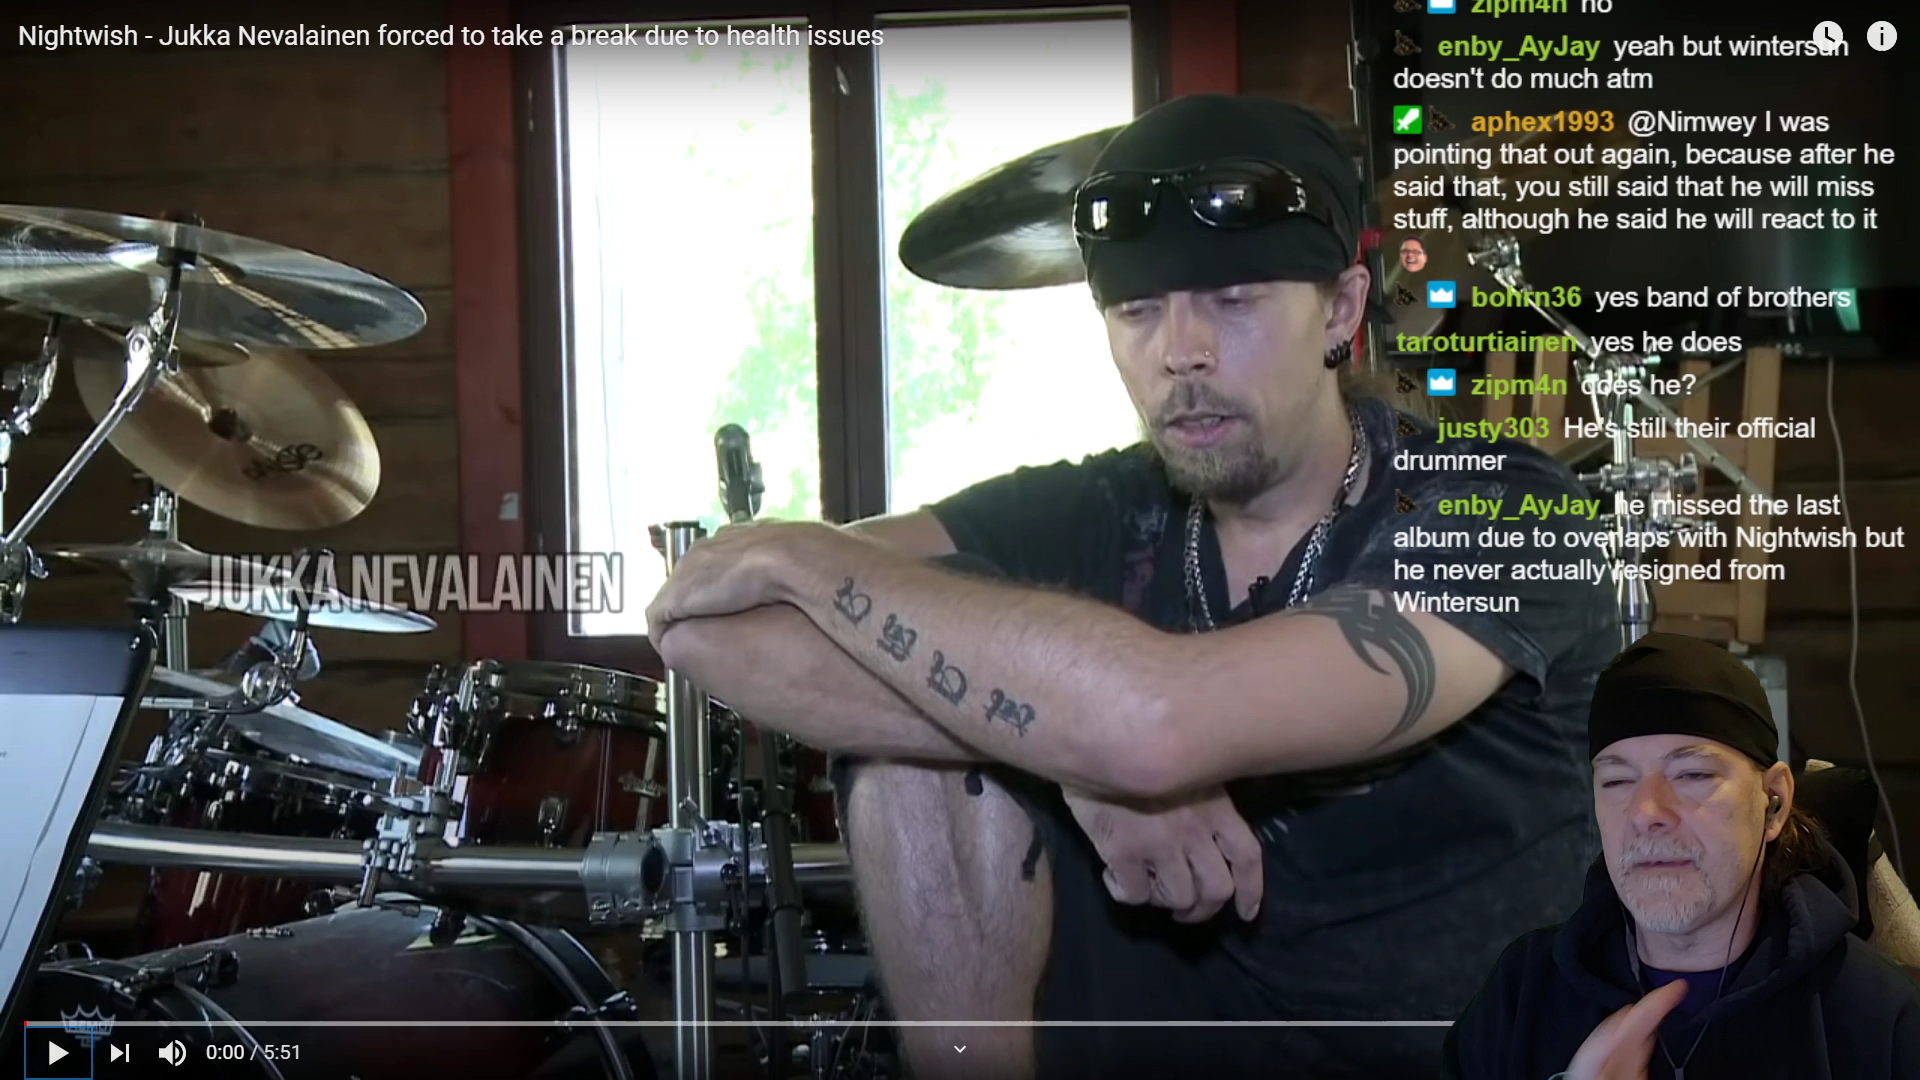 Nightwish - Jukka Nevalainen forced to take a break due to health issues
zipm4n no
enby_AyJay yeah but wintersun
doesn't do much atm
aphex1993 @Nimwey I was
pointing that out again, because after he
said that, you still said that he will miss
stuff, although he said he will react to it
bohrn36 yes band of brothers
taroturtiainen yes he does
zipm4n does he?
justy303 He's still their official
drummer
enby_AyJay he missed the last
album due to overlaps with Nightwish but
he never actually resigned from
Wintersun
JUKKA NEVALAINEN
REMO
0:00 / 5:51